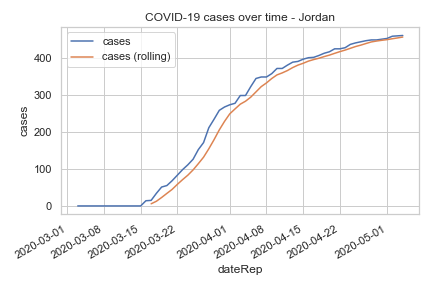 COVID-19 cases over time - Jordan
cases
cases (rolling)
cases
400
300
200
100
0
2020-03-01
2020-03-08
2020-03-15
2020-03-22
2020-04-01
2020-04-08
2020-04-15
2020-04-22
2020-05-01
dateRep